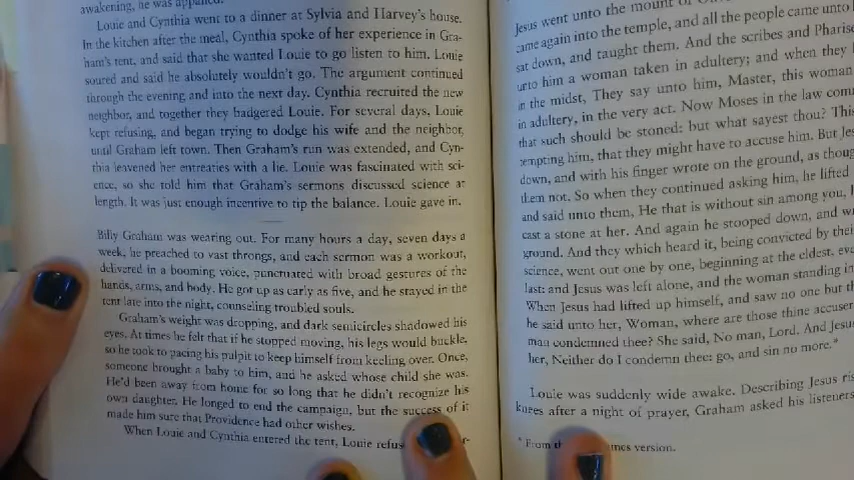 awakening, he was appalled.
Louie and Cynthia went to a dinner at Sylvia and Harvey's house.
In the kitchen after the meal, Cynthia spoke of her experience in Gra-
ham's tent, and said that she wanted Louie to go listen to him. Louie
soured and said he absolutely wouldn't go. The argument continued
through the evening and into the next day. Cynthia recruited the new
neighbor, and together they badgered Louie. For several days, Louie
kept refusing, and began trying to dodge his wife and the neighbor,
until Graham left town. Then Graham's run was extended, and Cyn-
thia leavened her entreaties with a lie. Louie was fascinated with sci-
ence, so she told him that Graham's sermons discussed science at
length. It was just enough incentive to tip the balance. Louie gave in.
Billy Graham was wearing out. For many hours a day, seven days a
week, he preached to vast throngs, and each sermon was a workout,
delivered in a booming voice, punctuated with broad gestures of the
hands, arms, and body. He got up as early as five, and he stayed in the
tent late into the night, counseling troubled souls.
Graham's weight was dropping, and dark semicircles shadowed his
eyes. At times he felt that if he stopped moving, his legs would buckle,
so he took to pacing his pulpit to keep himself from keeling over. Once,
someone brought a baby to him, and he asked whose child she was.
He'd been away from home for so long that he didn't recognize his
own daughter. He longed to end the campaign, but the success of it
made him sure that Providence had other wishes.
When Louie and Cynthia entered the tent, Louie refus
Jesus went unto the mount of
came again into the temple, and all the people came unto
sat down, and taught them. And the scribes and Pharise
unto him a woman taken in adultery; and when they
in the midst, They say unto him, Master, this woman
in adultery, in the very act. Now Moses in the law com
that such should be stoned: but what sayest thou? This
tempting him, that they might have to accuse him. But Jes
down, and with his finger wrote on the ground, as thoug
them not. So when they continued asking him, he lifted
and said unto them, He that is without sin among you,
cast a stone at her. And again he stooped down, and wr
ground. And they which heard it, being convicted by their
science, went out one by one, beginning at the eldest, eve
last: and Jesus was left alone, and the woman standing in
When Jesus had lifted up himself, and saw no one but th
he said unto her, Woman, where are those thine accuser
man condemned thee? She said, No man, Lord. And Jesu
her, Neither do I condemn thee: go, and sin no more.*
Louie was suddenly wide awake. Describing Jesus ris
knees after a night of prayer, Graham asked his listeners
* From th mes version.